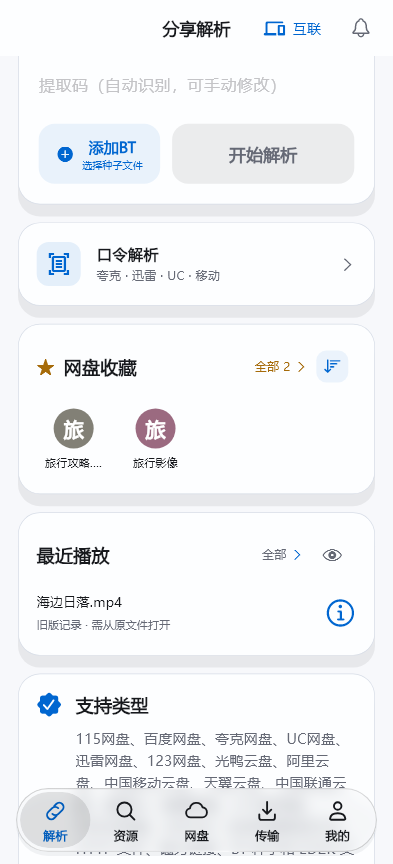 分享解析
互联
提取码（自动识别，可手动修改）
添加BT
选择种子文件
开始解析
口令解析
夸克 · 迅雷 · UC · 移动
网盘收藏
全部 2
旅
旅
旅行攻略....
旅行影像
最近播放
全部
海边日落.mp4
旧版记录 · 需从原文件打开
支持类型
115网盘、百度网盘、夸克网盘、UC网盘、
迅雷网盘、123网盘、光鸭云盘、阿里云
盘、中国移动云盘、天翼云盘、中国联通云
解析
资源
网盘
传输
我的